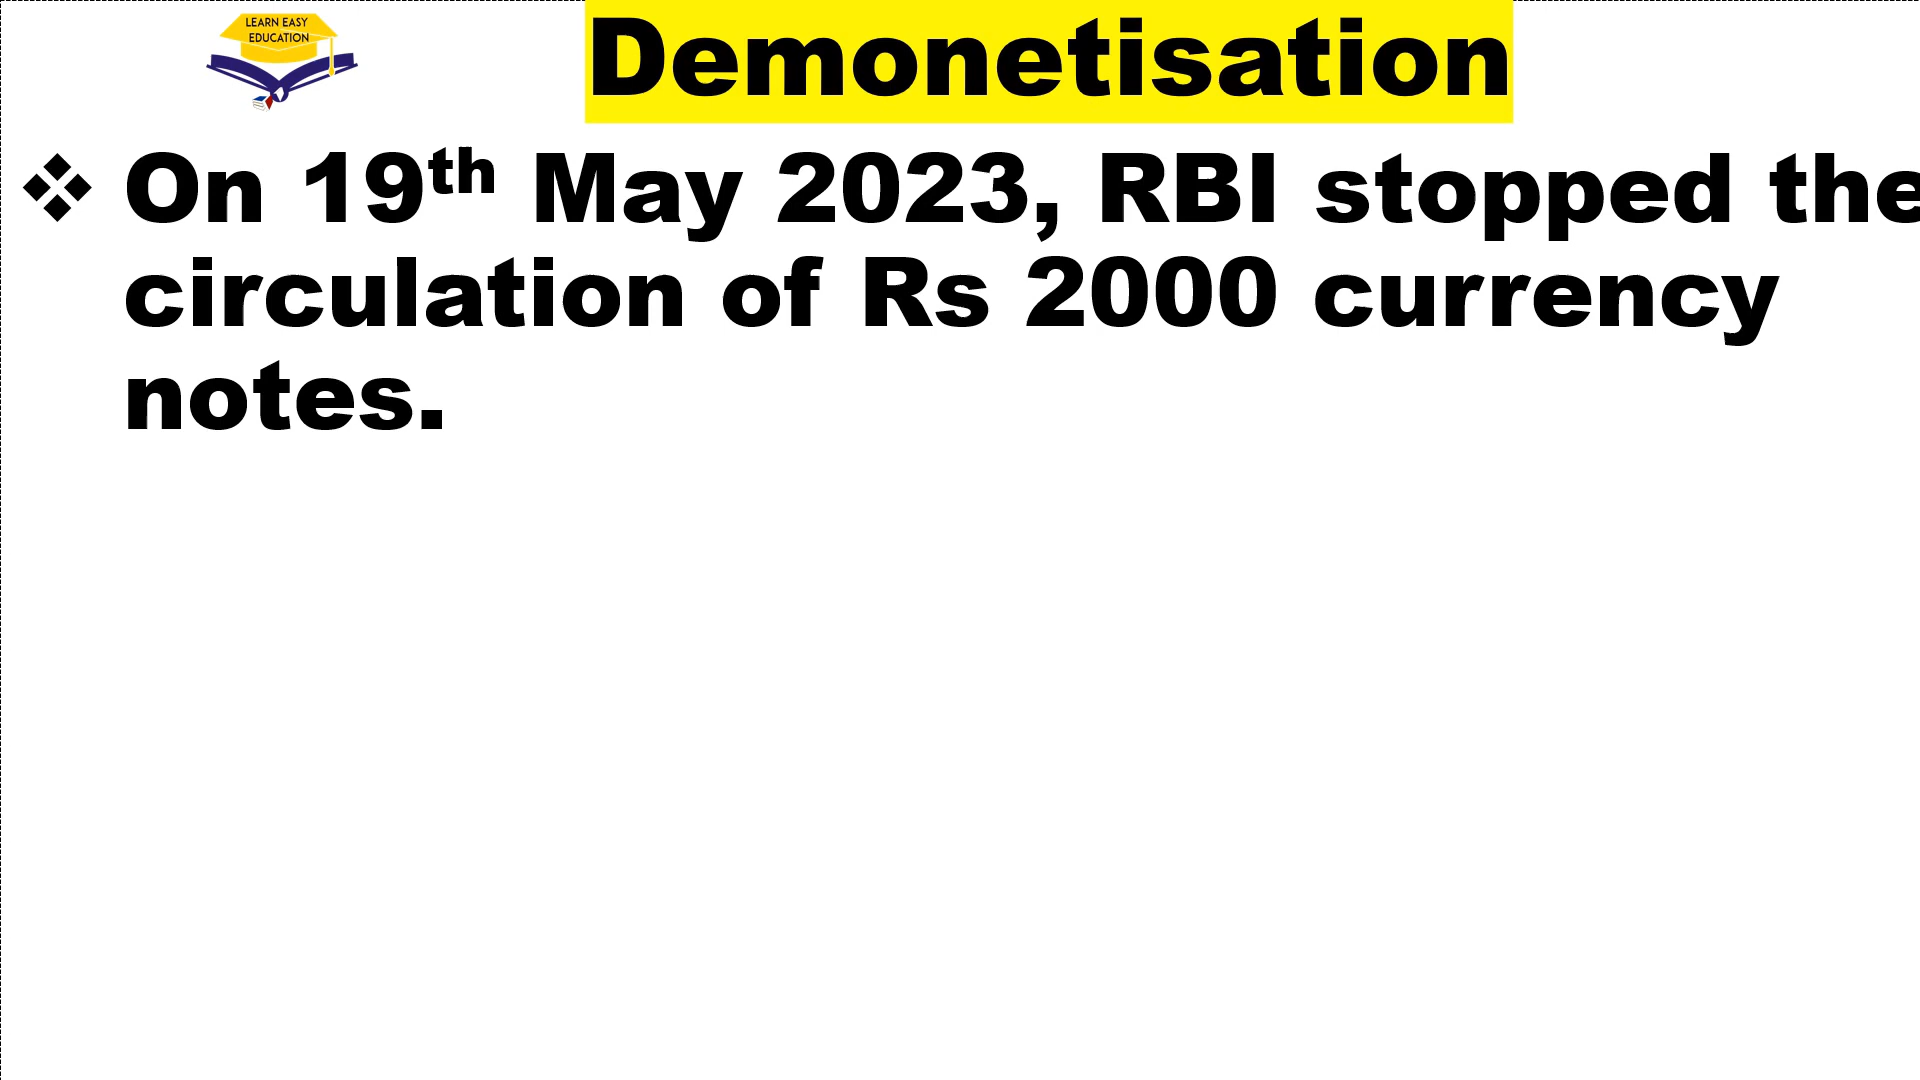 LEARN EASY
EDUCATION
Demonetisation
❖ On 19th May 2023, RBI stopped the
circulation of Rs 2000 currency
notes.